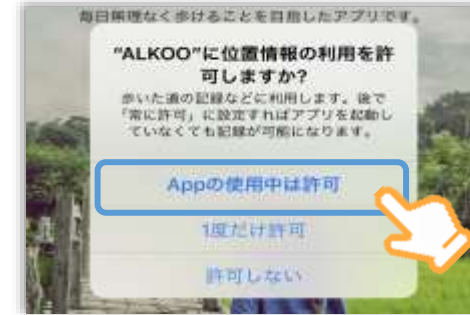 毎日無理なく歩けることを目指したアプリです。
“ALKOO”に位置情報の利用を許
可しますか?
歩いた道の記録などに利用します。後で
「常に許可」に設定すればアプリを起動し
ていなくても記録が可能になります。
Appの使用中は許可
1度だけ許可
許可しない